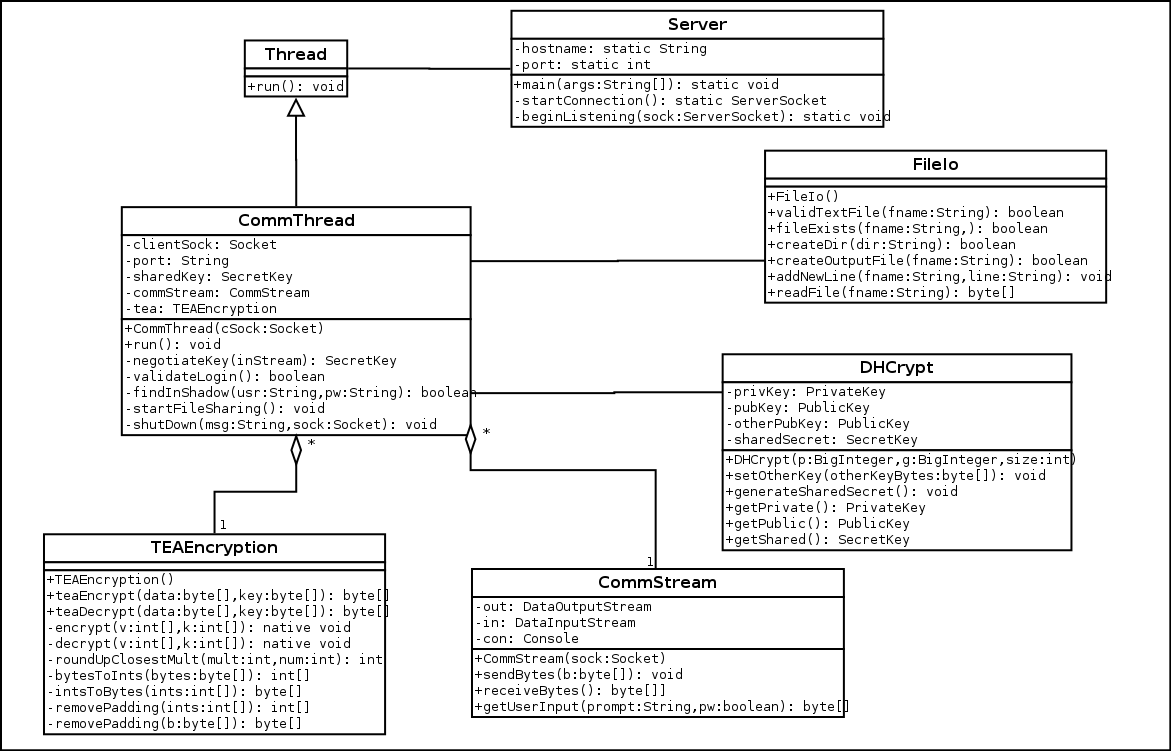 Thread
+run(): void
Server
-hostname: static String
-port: static int
+main(args:String[]): static void
-startConnection(): static ServerSocket
-beginListening(sock:ServerSocket): static void
FileIo
+FileIo()
+validTextFile(fname:String): boolean
+fileExists(fname:String,): boolean
+createDir(dir:String): boolean
+createOutputFile(fname:String): boolean
+addNewLine(fname:String,line:String): void
+readFile(fname:String): byte[]
CommThread
-clientSock: Socket
-port: String
-sharedKey: SecretKey
-commStream: CommStream
-tea: TEAEncryption
+CommThread(cSock:Socket)
+run(): void
-negotiateKey(inStream): SecretKey
-validateLogin(): boolean
-findInShadow(usr:String,pw:String): boolean
-startFileSharing(): void
-shutDown(msg:String,sock:Socket): void
*
*
1
1
DHCrypt
-privKey: PrivateKey
-pubKey: PublicKey
-otherPubKey: PublicKey
-sharedSecret: SecretKey
+DHCrypt(p:BigInteger,g:BigInteger,size:int)
+setOtherKey(otherKeyBytes:byte[]): void
+generateSharedSecret(): void
+getPrivate(): PrivateKey
+getPublic(): PublicKey
+getShared(): SecretKey
TEAEncryption
+TEAEncryption()
+teaEncrypt(data:byte[],key:byte[]): byte[]
+teaDecrypt(data:byte[],key:byte[]): byte[]
-encrypt(v:int[],k:int[]): native void
-decrypt(v:int[],k:int[]): native void
-roundUpClosestMult(mult:int,num:int): int
-bytesToInts(bytes:byte[]): int[]
-intsToBytes(ints:int[]): byte[]
-removePadding(ints:int[]): int[]
-removePadding(b:byte[]): byte[]
CommStream
-out: DataOutputStream
-in: DataInputStream
-con: Console
+CommStream(sock:Socket)
+sendBytes(b:byte[]): void
+receiveBytes(): byte[]]
+getUserInput(prompt:String,pw:boolean): byte[]